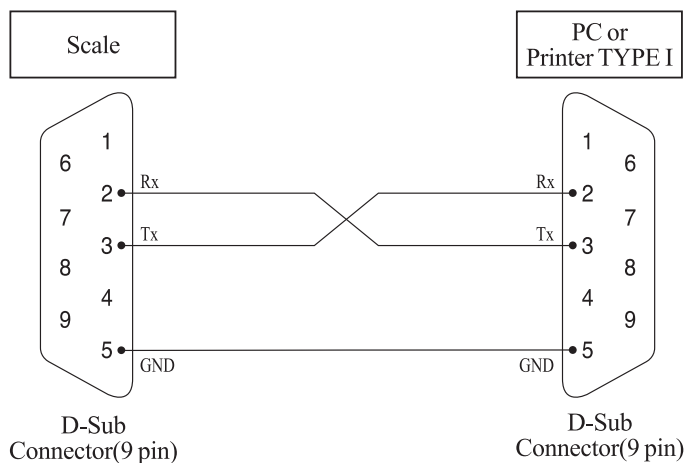 Scale
PC or
Printer TYPE I
1
6
2
Rx
7
3
Tx
8
4
9
5
GND
D-Sub
Connector(9 pin)
1
6
Rx
2
7
Tx
3
8
4
9
GND
5
D-Sub
Connector(9 pin)